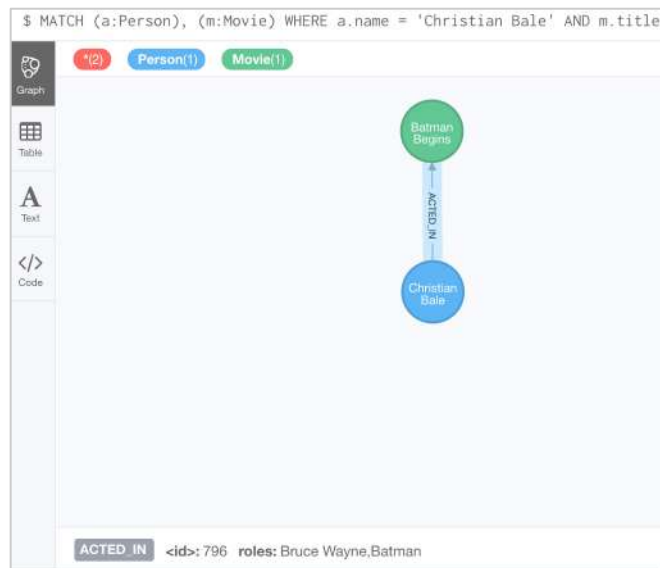 $ MATCH (a:Person), (m:Movie) WHERE a.name = 'Christian Bale' AND m.title
*(2) Person(1) Movie(1)
Graph
Table
A
Text
</>
Code
Batman
Begins
ACTED_IN
Christian
Bale
ACTED_IN <id>: 796 roles: Bruce Wayne,Batman